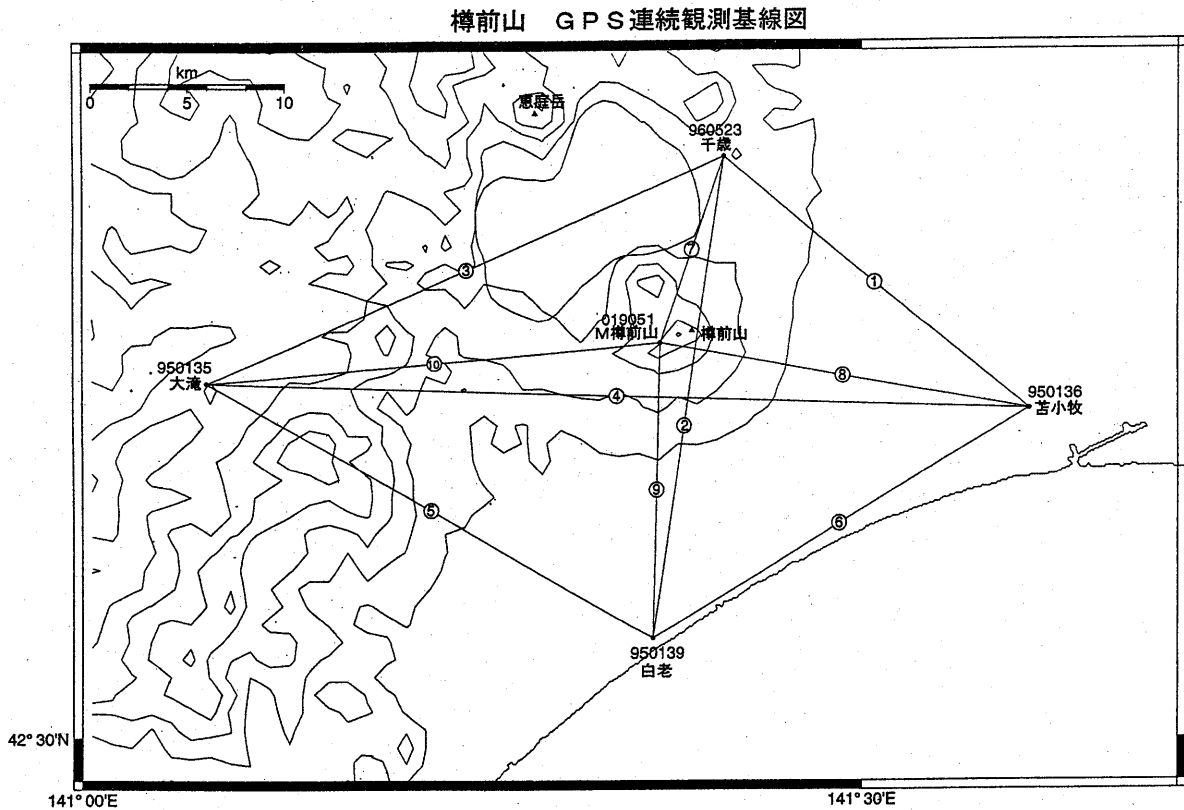 樽前山　ＧＰＳ連続観測基線図
km
0 5 10
恵庭岳
960523
千歳
③
⑦
①
019051
M樽前山
樽前山
950135
大滝
⑩
⑧
④
950136
苫小牧
②
⑨
⑤
⑥
950139
白老
42° 30'N
141° 00'E
141° 30'E